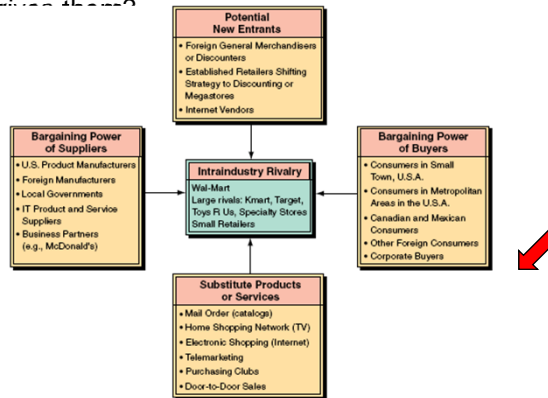 given them?
Potential
New Entrants
• Foreign General Merchandisers
or Discounters
• Established Retailers Shifting
Strategy to Discounting or
Megastores
• Internet Vendors
Bargaining Power
of Suppliers
• U.S. Product Manufacturers
• Foreign Manufacturers
• Local Governments
• IT Product and Service
Suppliers
• Business Partners
(e.g., McDonald's)
Intraindustry Rivalry
Wal-Mart
Large rivals: Kmart, Target,
Toys R Us, Specialty Stores
Small Retailers
Bargaining Power
of Buyers
• Consumers in Small
Town, U.S.A.
• Consumers in Metropolitan
Areas in the U.S.A.
• Canadian and Mexican
Consumers
• Other Foreign Consumers
• Corporate Buyers
Substitute Products
or Services
• Mail Order (catalogs)
• Home Shopping Network (TV)
• Electronic Shopping (Internet)
• Telemarketing
• Purchasing Clubs
• Door-to-Door Sales